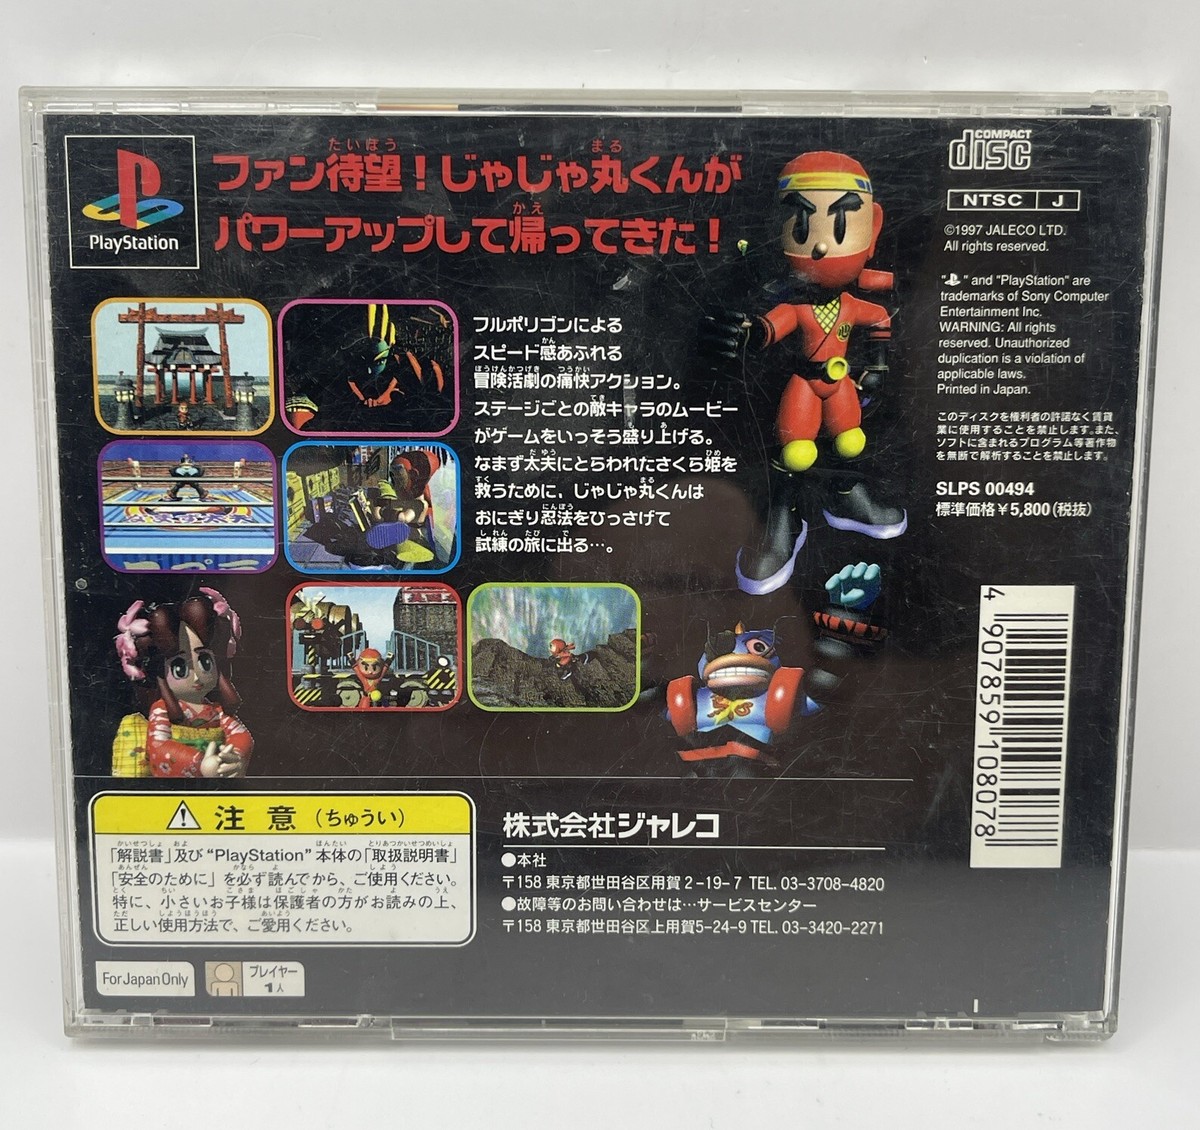 PlayStation
ファン待望！じゃじゃ丸くんが
パワーアップして帰ってきた！
フルポリゴンによる
スピード感あふれる
冒険活劇の痛快アクション。
ステージごとの敵キャラのムービー
がゲームをいっそう盛り上げる。
なまず太夫にとらわれたさくら姫を
救うために、じゃじゃ丸くんは
おにぎり忍法をひっさげて
試練の旅に出る…。
COMPACT
disc
NTSC J
©1997 JALECO LTD.
All rights reserved.
" " and "PlayStation" are
trademarks of Sony Computer
Entertainment Inc.
WARNING: All rights
reserved. Unauthorized
duplication is a violation of
applicable laws.
Printed in Japan.
このディスクを権利者の許諾なく賃貸
業に使用することを禁止します。また、
ソフトに含まれるプログラム等著作物
を無断で解析することを禁止します。
SLPS 00494
標準価格￥5,800(税抜)
4 907859 108078
注意（ちゅうい）
「解説書」及び“PlayStation”本体の「取扱説明書」
「安全のために」を必ず読んでから、ご使用ください。
特に、小さいお子様は保護者の方がお読みの上、
正しい使用方法で、ご愛用ください。
For Japan Only
プレイヤー
1人
株式会社ジャレコ
●本社
〒158 東京都世田谷区用賀2-19-7 TEL. 03-3708-4820
●故障等のお問い合わせは…サービスセンター
〒158 東京都世田谷区上用賀5-24-9 TEL. 03-3420-2271